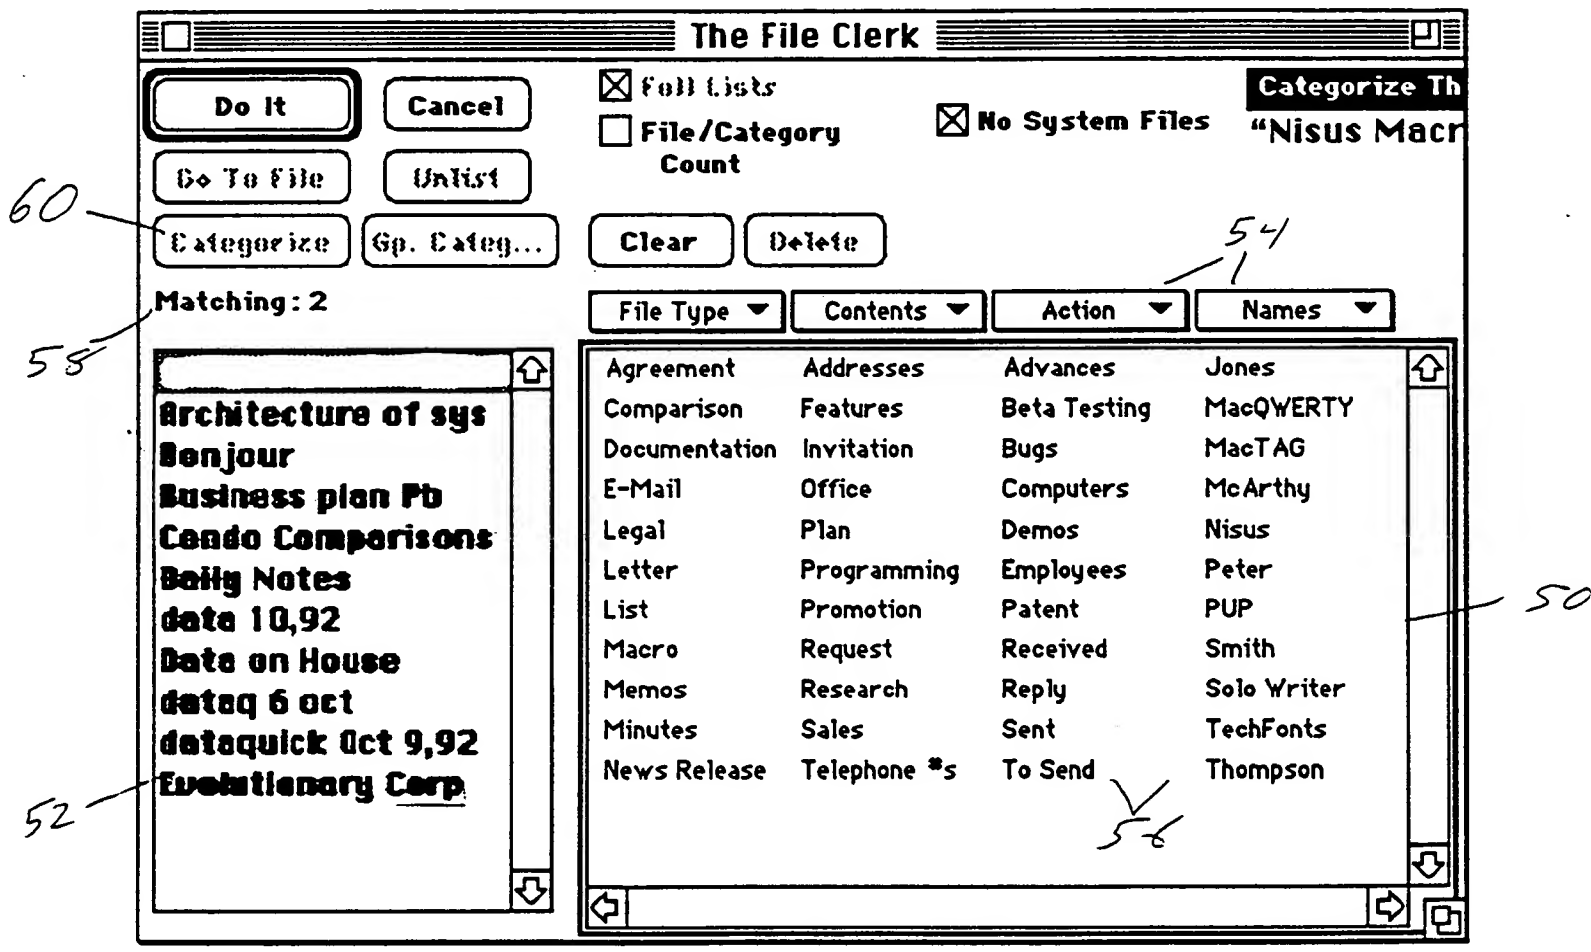 The File Clerk
Do It
Cancel
Full Lists
File/Category
Count
No System Files
Categorize Th
“Nisus Macr
Go To File
Unlist
60
Categorize
Gp. Categ...
Clear
Delete
54
Matching: 2
58
File Type
Contents
Action
Names
Agreement Addresses Advances Jones
Comparison Features Beta Testing MacQWERTY
Documentation Invitation Bugs MacTAG
E-Mail Office Computers McArthy
Legal Plan Demos Nisus
Letter Programming Employees Peter
List Promotion Patent PUP
Macro Request Received Smith
Memos Research Reply Solo Writer
Minutes Sales Sent TechFonts
News Release Telephone #s To Send Thompson
Architecture of sys
Bonjour
Business plan Pb
Condo Comparisons
Daily Notes
data 10,92
Data on House
dataq 6 oct
dataquick Oct 9,92
Evolutionary Corp
50
52
56